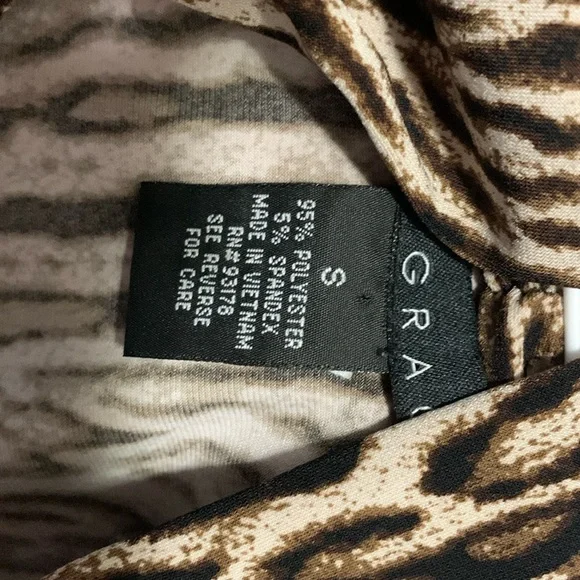 S
95% POLYESTER
5% SPANDEX
MADE IN VIETNAM
RN# 93178
SEE REVERSE
FOR CARE
GRA